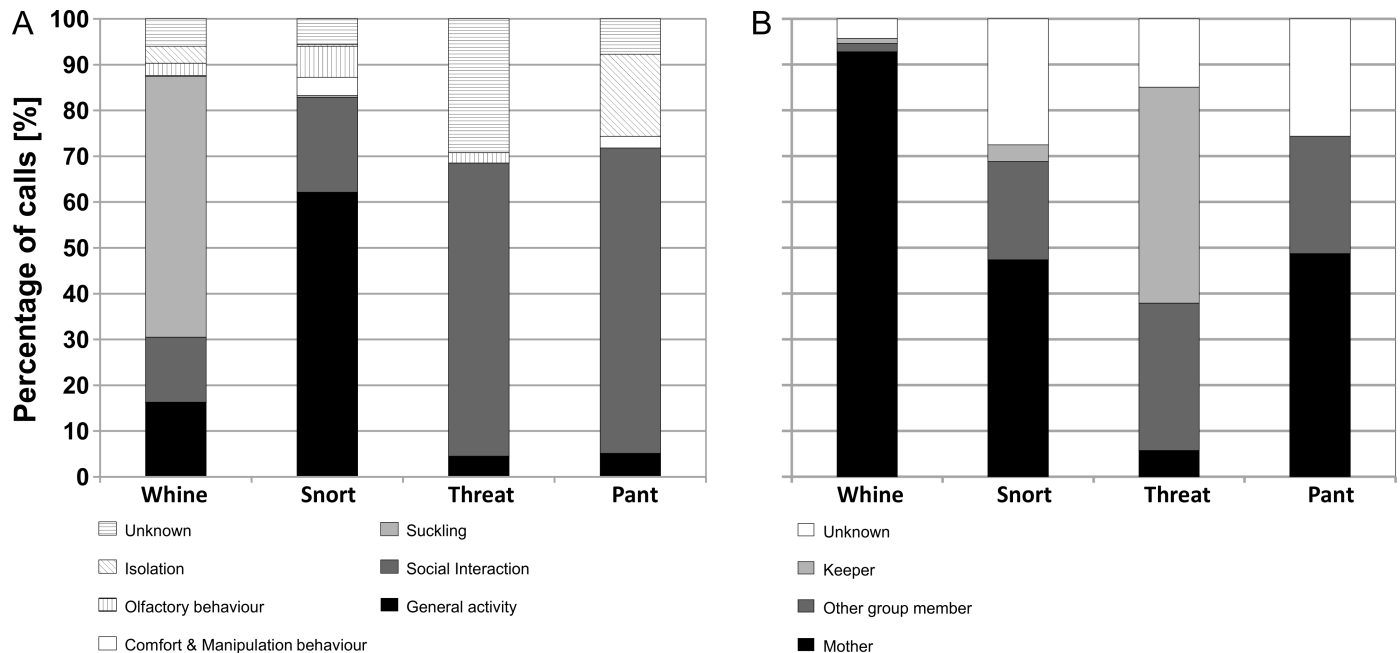 A
Percentage of calls [%]
100
90
80
70
60
50
40
30
20
10
0
Whine Snort Threat Pant
Unknown
Isolation
Olfactory behaviour
Comfort & Manipulation behaviour
Suckling
Social Interaction
General activity
B
Whine Snort Threat Pant
Unknown
Keeper
Other group member
Mother